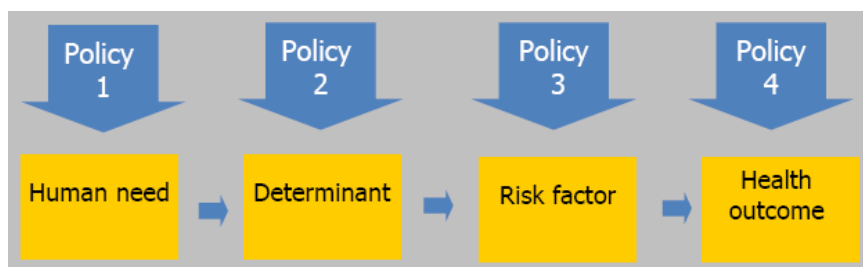 Policy
1
Policy
2
Policy
3
Policy
4
Human need
Determinant
Risk factor
Health
outcome